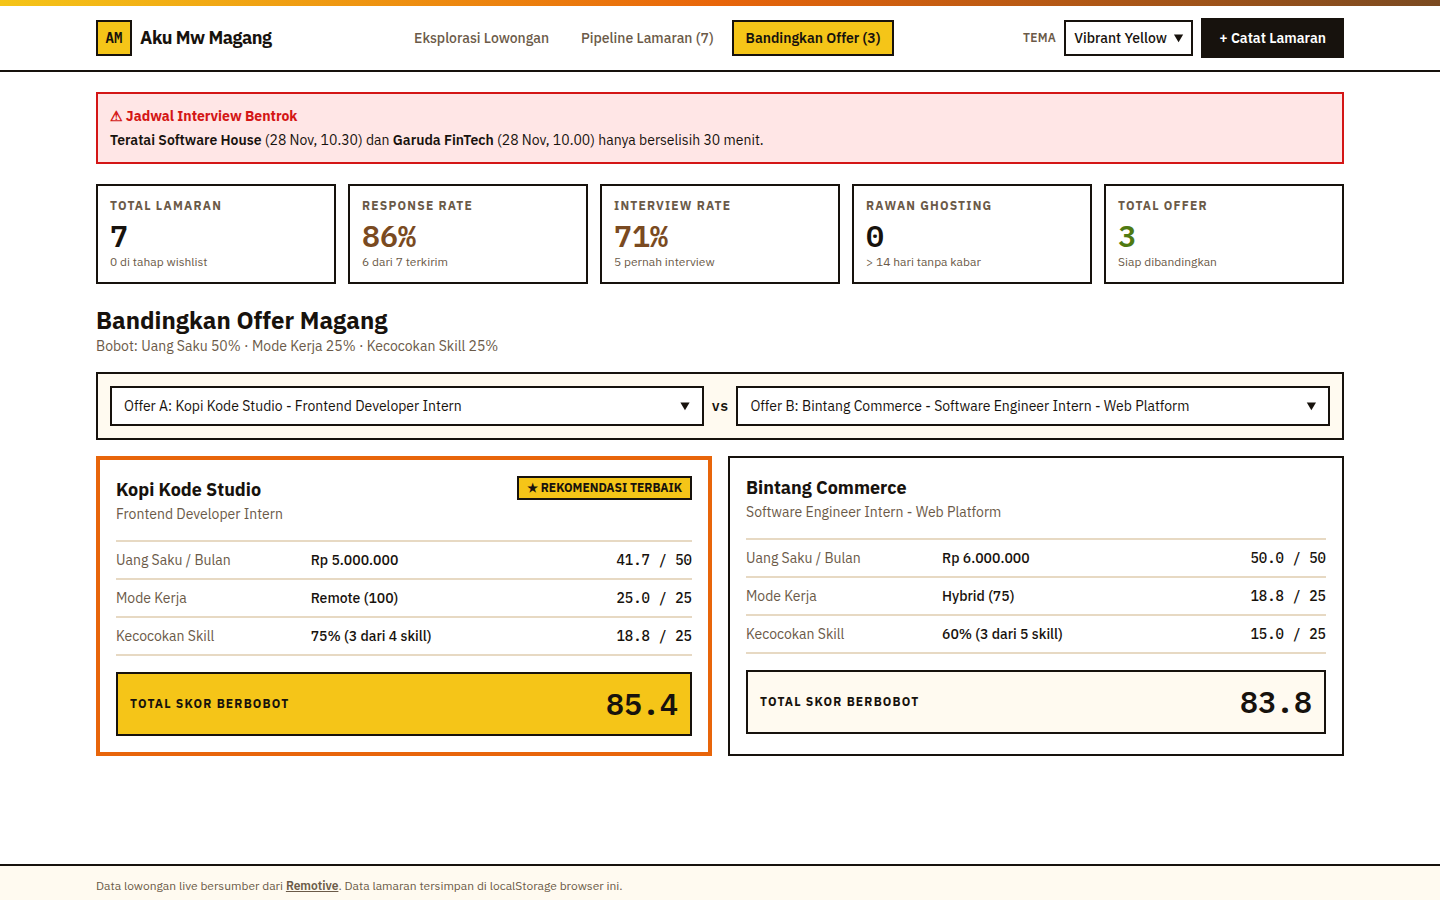 AM Aku Mw Magang Eksplorasi Lowongan Pipeline Lamaran (7) Bandingkan Offer (3) TEMA Vibrant Yellow ▼ + Catat Lamaran
⚠ Jadwal Interview Bentrok
Teratai Software House (28 Nov, 10.30) dan Garuda FinTech (28 Nov, 10.00) hanya berselisih 30 menit.
TOTAL LAMARAN
7
0 di tahap wishlist
RESPONSE RATE
86%
6 dari 7 terkirim
INTERVIEW RATE
71%
5 pernah interview
RAWAN GHOSTING
0
> 14 hari tanpa kabar
TOTAL OFFER
3
Siap dibandingkan
Bandingkan Offer Magang
Bobot: Uang Saku 50% · Mode Kerja 25% · Kecocokan Skill 25%
Offer A: Kopi Kode Studio - Frontend Developer Intern ▼ vs Offer B: Bintang Commerce - Software Engineer Intern - Web Platform ▼
Kopi Kode Studio ★ REKOMENDASI TERBAIK
Frontend Developer Intern
Uang Saku / Bulan Rp 5.000.000 41.7 / 50
Mode Kerja Remote (100) 25.0 / 25
Kecocokan Skill 75% (3 dari 4 skill) 18.8 / 25
TOTAL SKOR BERBOBOT 85.4
Bintang Commerce
Software Engineer Intern - Web Platform
Uang Saku / Bulan Rp 6.000.000 50.0 / 50
Mode Kerja Hybrid (75) 18.8 / 25
Kecocokan Skill 60% (3 dari 5 skill) 15.0 / 25
TOTAL SKOR BERBOBOT 83.8
Data lowongan live bersumber dari Remotive. Data lamaran tersimpan di localStorage browser ini.